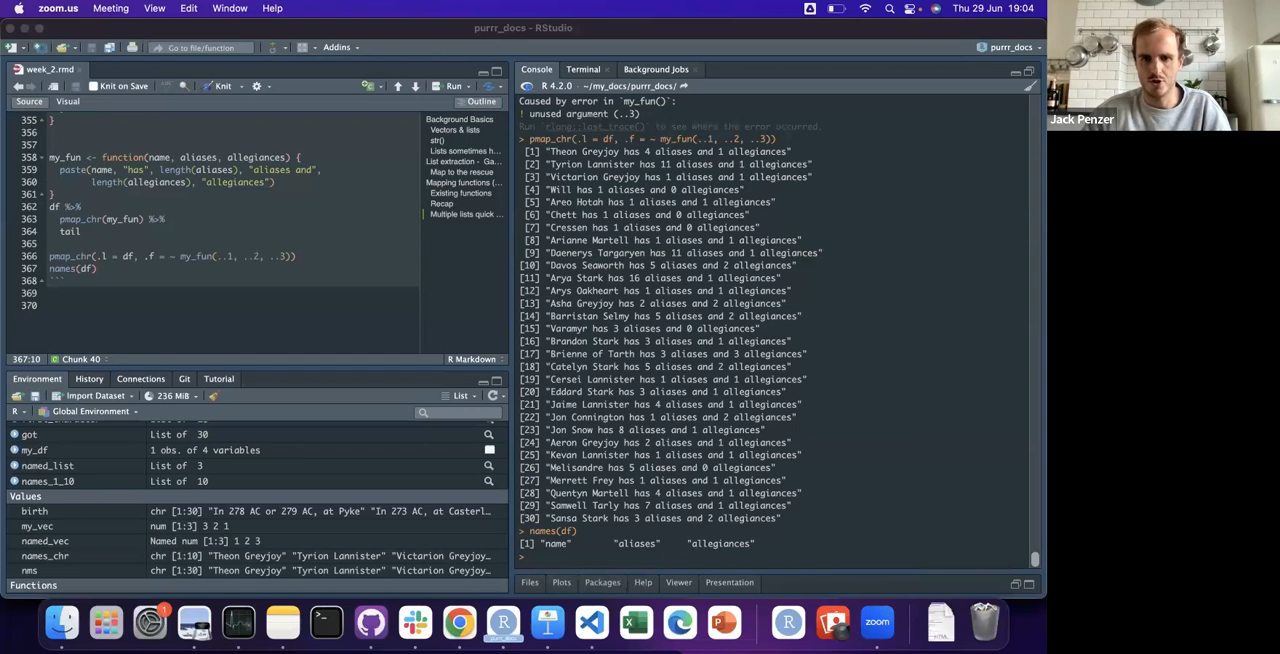 zoom.us Meeting View Edit Window Help Thu 29 Jun 19:04
purrr_docs - RStudio
Go to file/function Addins purrr_docs
week_2.rmd
Knit on Save Knit Run
Source Visual Outline
355 }
356
357
358 my_fun <- function(name, aliases, allegiances) {
359 paste(name, "has", length(aliases), "aliases and",
360 length(allegiances), "allegiances")
361 }
362 df %>%
363 pmap_chr(my_fun) %>%
364 tail
365
366 pmap_chr(.l = df, .f = ~ my_fun(..1, ..2, ..3))
367 names(df)
368 ```
369
370
Background Basics
Vectors & lists
str()
Lists sometimes h...
List extraction - Ga...
Map to the rescue
Mapping functions (...
Existing functions
Recap
Multiple lists quick ...
367:10 Chunk 40 R Markdown
Environment History Connections Git Tutorial
Import Dataset 236 MiB List
R Global Environment
got List of 30
my_df 1 obs. of 4 variables
named_list List of 3
names_1_10 List of 10
Values
birth chr [1:30] "In 278 AC or 279 AC, at Pyke" "In 273 AC, at Casterl...
my_vec num [1:3] 3 2 1
named_vec Named num [1:3] 1 2 3
names_chr chr [1:10] "Theon Greyjoy" "Tyrion Lannister" "Victarion Greyjoy...
nms chr [1:30] "Theon Greyjoy" "Tyrion Lannister" "Victarion Greyjoy...
Functions
Console Terminal Background Jobs
R 4.2.0 · ~/my_docs/purrr_docs/
Caused by error in `my_fun()`:
! unused argument (..3)
Run `rlang::last_trace()` to see where the error occurred.
> pmap_chr(.l = df, .f = ~ my_fun(..1, ..2, ..3))
[1] "Theon Greyjoy has 4 aliases and 1 allegiances"
[2] "Tyrion Lannister has 11 aliases and 1 allegiances"
[3] "Victarion Greyjoy has 1 aliases and 1 allegiances"
[4] "Will has 1 aliases and 0 allegiances"
[5] "Areo Hotah has 1 aliases and 1 allegiances"
[6] "Chett has 1 aliases and 0 allegiances"
[7] "Cressen has 1 aliases and 0 allegiances"
[8] "Arianne Martell has 1 aliases and 1 allegiances"
[9] "Daenerys Targaryen has 11 aliases and 1 allegiances"
[10] "Davos Seaworth has 5 aliases and 2 allegiances"
[11] "Arya Stark has 16 aliases and 1 allegiances"
[12] "Arys Oakheart has 1 aliases and 1 allegiances"
[13] "Asha Greyjoy has 2 aliases and 2 allegiances"
[14] "Barristan Selmy has 5 aliases and 2 allegiances"
[15] "Varamyr has 3 aliases and 0 allegiances"
[16] "Brandon Stark has 3 aliases and 1 allegiances"
[17] "Brienne of Tarth has 3 aliases and 3 allegiances"
[18] "Catelyn Stark has 5 aliases and 2 allegiances"
[19] "Cersei Lannister has 1 aliases and 1 allegiances"
[20] "Eddard Stark has 3 aliases and 1 allegiances"
[21] "Jaime Lannister has 4 aliases and 1 allegiances"
[22] "Jon Connington has 1 aliases and 2 allegiances"
[23] "Jon Snow has 8 aliases and 1 allegiances"
[24] "Aeron Greyjoy has 2 aliases and 1 allegiances"
[25] "Kevan Lannister has 1 aliases and 1 allegiances"
[26] "Melisandre has 5 aliases and 0 allegiances"
[27] "Merrett Frey has 1 aliases and 1 allegiances"
[28] "Quentyn Martell has 4 aliases and 1 allegiances"
[29] "Samwell Tarly has 7 aliases and 1 allegiances"
[30] "Sansa Stark has 3 aliases and 2 allegiances"
> names(df)
[1] "name" "aliases" "allegiances"
>
Files Plots Packages Help Viewer Presentation
Jack Penzer
1
purrr_docs
zoom
HTML